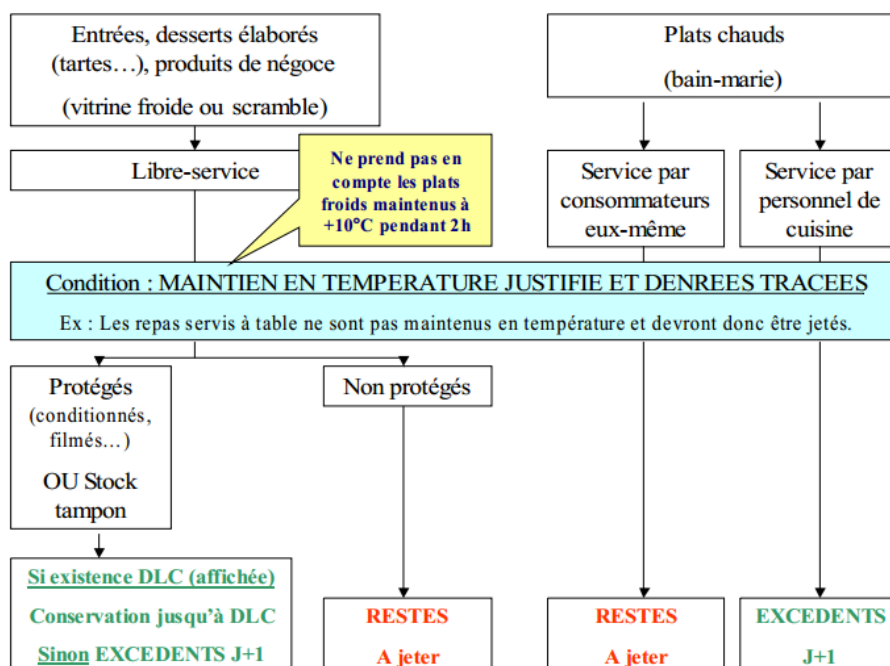 Entrées, desserts élaborés
(tartes…), produits de négoce
(vitrine froide ou scramble)
Plats chauds
(bain-marie)
Libre-service
Ne prend pas en
compte les plats
froids maintenus à
+10°C pendant 2h
Service par
consommateurs
eux-même
Service par
personnel de
cuisine
Condition : MAINTIEN EN TEMPERATURE JUSTIFIE ET DENREES TRACEES
Ex : Les repas servis à table ne sont pas maintenus en température et devront donc être jetés.
Protégés
(conditionnés,
filmés…)
OU Stock
tampon
Non protégés
Si existence DLC (affichée)
Conservation jusqu’à DLC
Sinon EXCEDENTS J+1
RESTES
A jeter
RESTES
A jeter
EXCEDENTS
J+1